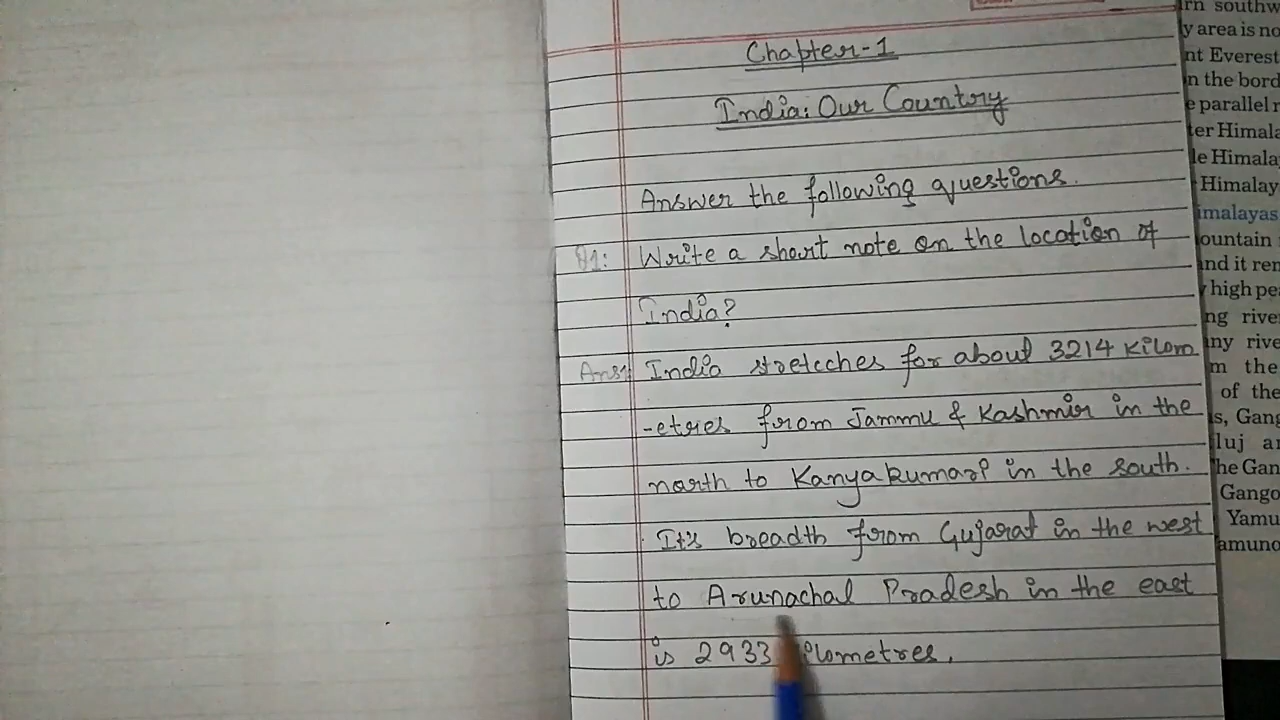 Chapter-1
India: Our Country
Answer the following questions.
Q1: Write a short note on the location of
India?
Ans1 India stretcches for about 3214 kilom
-etres from Jammu & Kashmir in the
north to Kanyakumari in the south.
It's breadth from Gujarat in the west
to Arunachal Pradesh in the east
is 2933 kilometres.
rn southw
y area is no
nt Everest
n the bord
e parallel r
ter Himala
le Himala
Himalay
imalayas
ountain
nd it ren
high pe
ng rive
ny rive
m the
of the
s, Gang
luj a
he Gan
Gango
Yamu
amuno